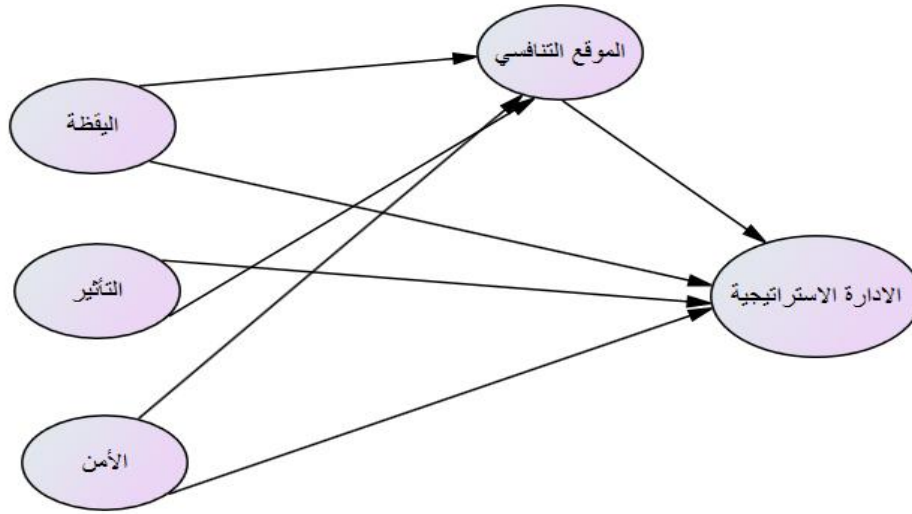 الموقع التنافسي
اليقظة
التأثير
الادارة الاستراتيجية
الأمن